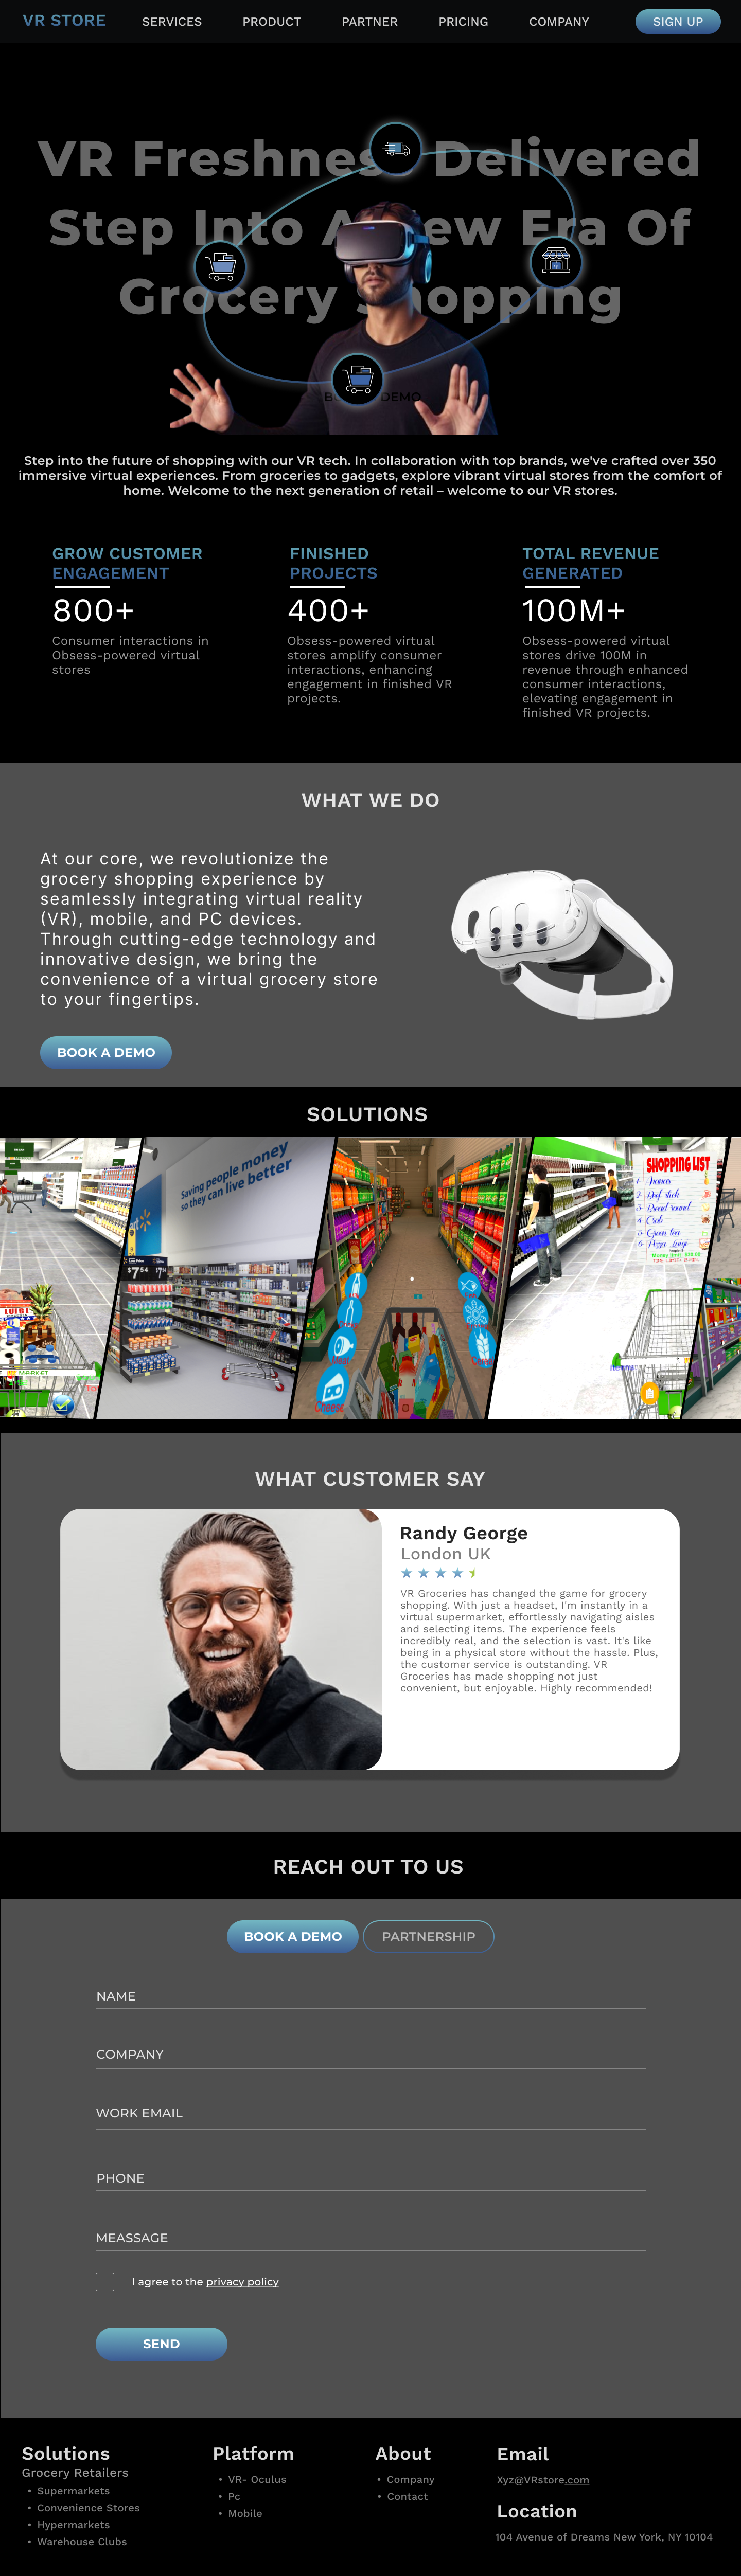 VR STORE
SERVICES
PRODUCT
PARTNER
PRICING
COMPANY
SIGN UP
VR Freshness Delivered
Step Into A New Era Of
Grocery Shopping
BOOK A DEMO
Step into the future of shopping with our VR tech. In collaboration with top brands, we've crafted over 350
immersive virtual experiences. From groceries to gadgets, explore vibrant virtual stores from the comfort of
home. Welcome to the next generation of retail – welcome to our VR stores.
GROW CUSTOMER
ENGAGEMENT
800+
Consumer interactions in
Obsess-powered virtual
stores
FINISHED
PROJECTS
400+
Obsess-powered virtual
stores amplify consumer
interactions, enhancing
engagement in finished VR
projects.
TOTAL REVENUE
GENERATED
100M+
Obsess-powered virtual
stores drive 100M in
revenue through enhanced
consumer interactions,
elevating engagement in
finished VR projects.
WHAT WE DO
At our core, we revolutionize the
grocery shopping experience by
seamlessly integrating virtual reality
(VR), mobile, and PC devices.
Through cutting-edge technology and
innovative design, we bring the
convenience of a virtual grocery store
to your fingertips.
BOOK A DEMO
SOLUTIONS
Saving people money
so they can live better
$7.54
Cheese
SHOPPING LIST
MARKET
WHAT CUSTOMER SAY
Randy George
London UK
VR Groceries has changed the game for grocery
shopping. With just a headset, I'm instantly in a
virtual supermarket, effortlessly navigating aisles
and selecting items. The experience feels
incredibly real, and the selection is vast. It's like
being in a physical store without the hassle. Plus,
the customer service is outstanding. VR
Groceries has made shopping not just
convenient, but enjoyable. Highly recommended!
REACH OUT TO US
BOOK A DEMO
PARTNERSHIP
NAME
COMPANY
WORK EMAIL
PHONE
MEASSAGE
I agree to the privacy policy
SEND
Solutions
Grocery Retailers
• Supermarkets
• Convenience Stores
• Hypermarkets
• Warehouse Clubs
Platform
• VR- Oculus
• Pc
• Mobile
About
• Company
• Contact
Email
Xyz@VRstore.com
Location
104 Avenue of Dreams New York, NY 10104